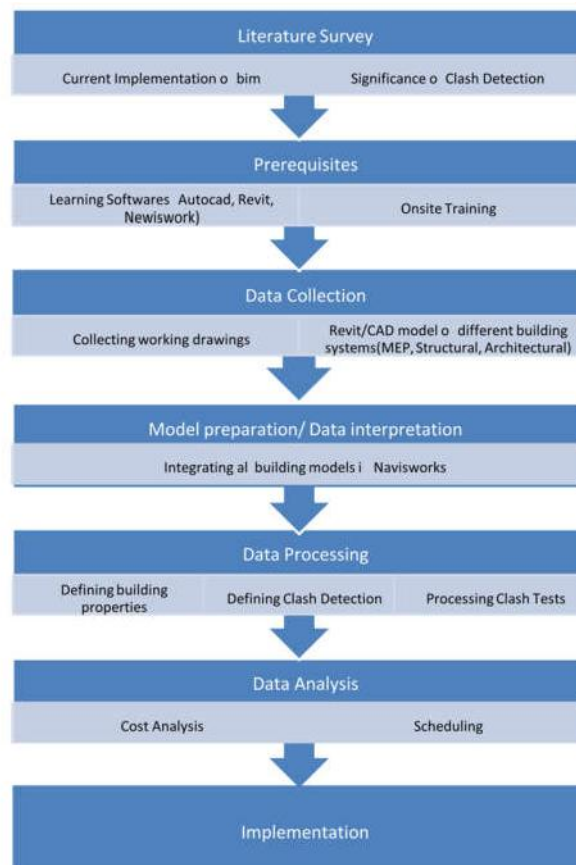 Literature Survey
Current Implementation o bim
Significance o Clash Detection
Prerequisites
Learning Softwares Autocad, Revit,
Newiswork)
Onsite Training
Data Collection
Collecting working drawings
Revit/CAD model o different building
systems(MEP, Structural, Architectural)
Model preparation/ Data interpretation
Integrating al building models i Navisworks
Data Processing
Defining building
properties
Defining Clash Detection
Processing Clash Tests
Data Analysis
Cost Analysis
Scheduling
Implementation